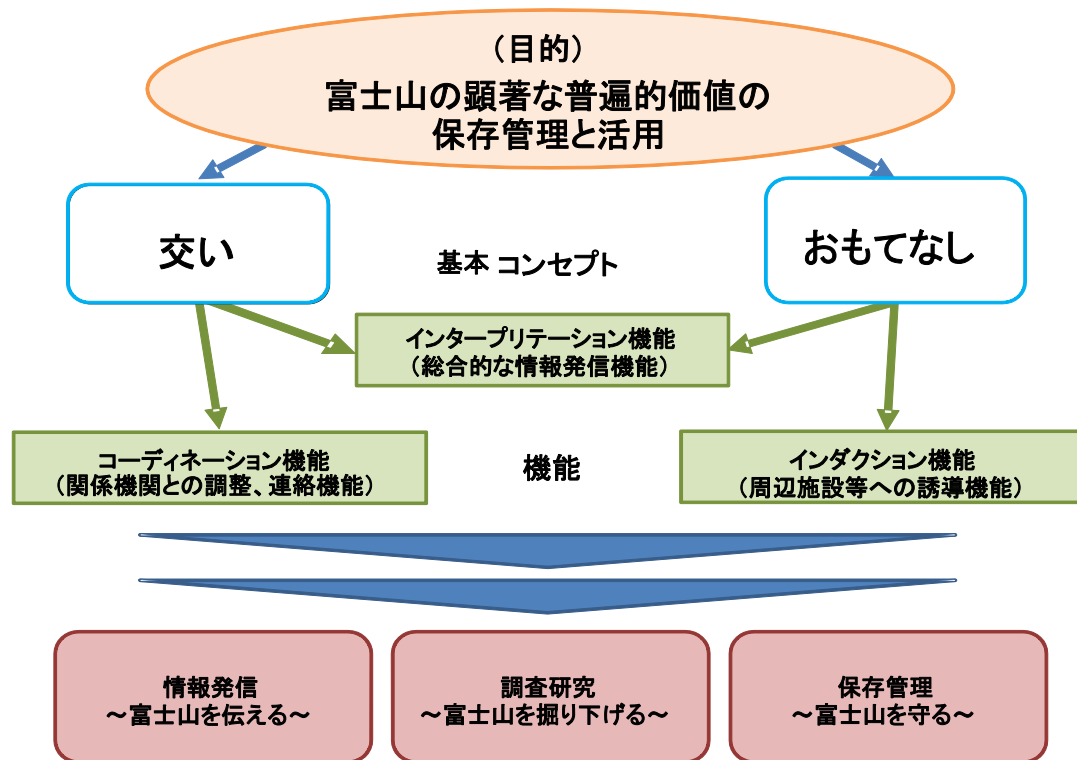 （目的）
富士山の顕著な普遍的価値の
保存管理と活用
交い
おもてなし
基本 コンセプト
インタープリテーション機能
（総合的な情報発信機能）
コーディネーション機能
（関係機関との調整、連絡機能）
機能
インダクション機能
（周辺施設等への誘導機能）
情報発信
～富士山を伝える～
調査研究
～富士山を掘り下げる～
保存管理
～富士山を守る～